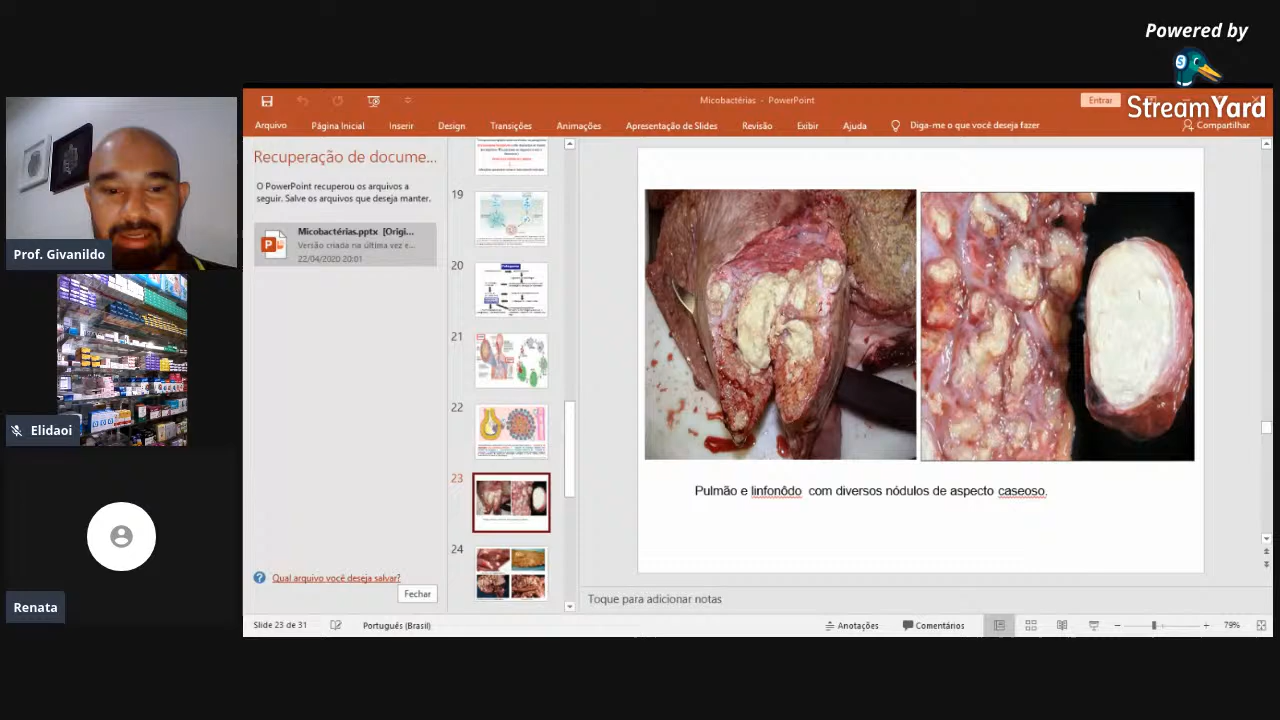 Powered by
StreamYard
Micobactérias - PowerPoint
Entrar
Arquivo Página Inicial Inserir Design Transições Animações Apresentação de Slides Revisão Exibir Ajuda Diga-me o que você deseja fazer Compartilhar
Prof. Givanildo
Elidaoi
Renata
Recuperação de docume...
O PowerPoint recuperou os arquivos a
seguir. Salve os arquivos que deseja manter.
Micobactérias.pptx [Origi...
Versão criada na última vez e...
22/04/2020 20:01
Qual arquivo você deseja salvar?
Fechar
19
20
21
22
23
24
Pulmão e linfonôdo com diversos nódulos de aspecto caseoso.
Toque para adicionar notas
Slide 23 de 31 Português (Brasil) Anotações Comentários 79%